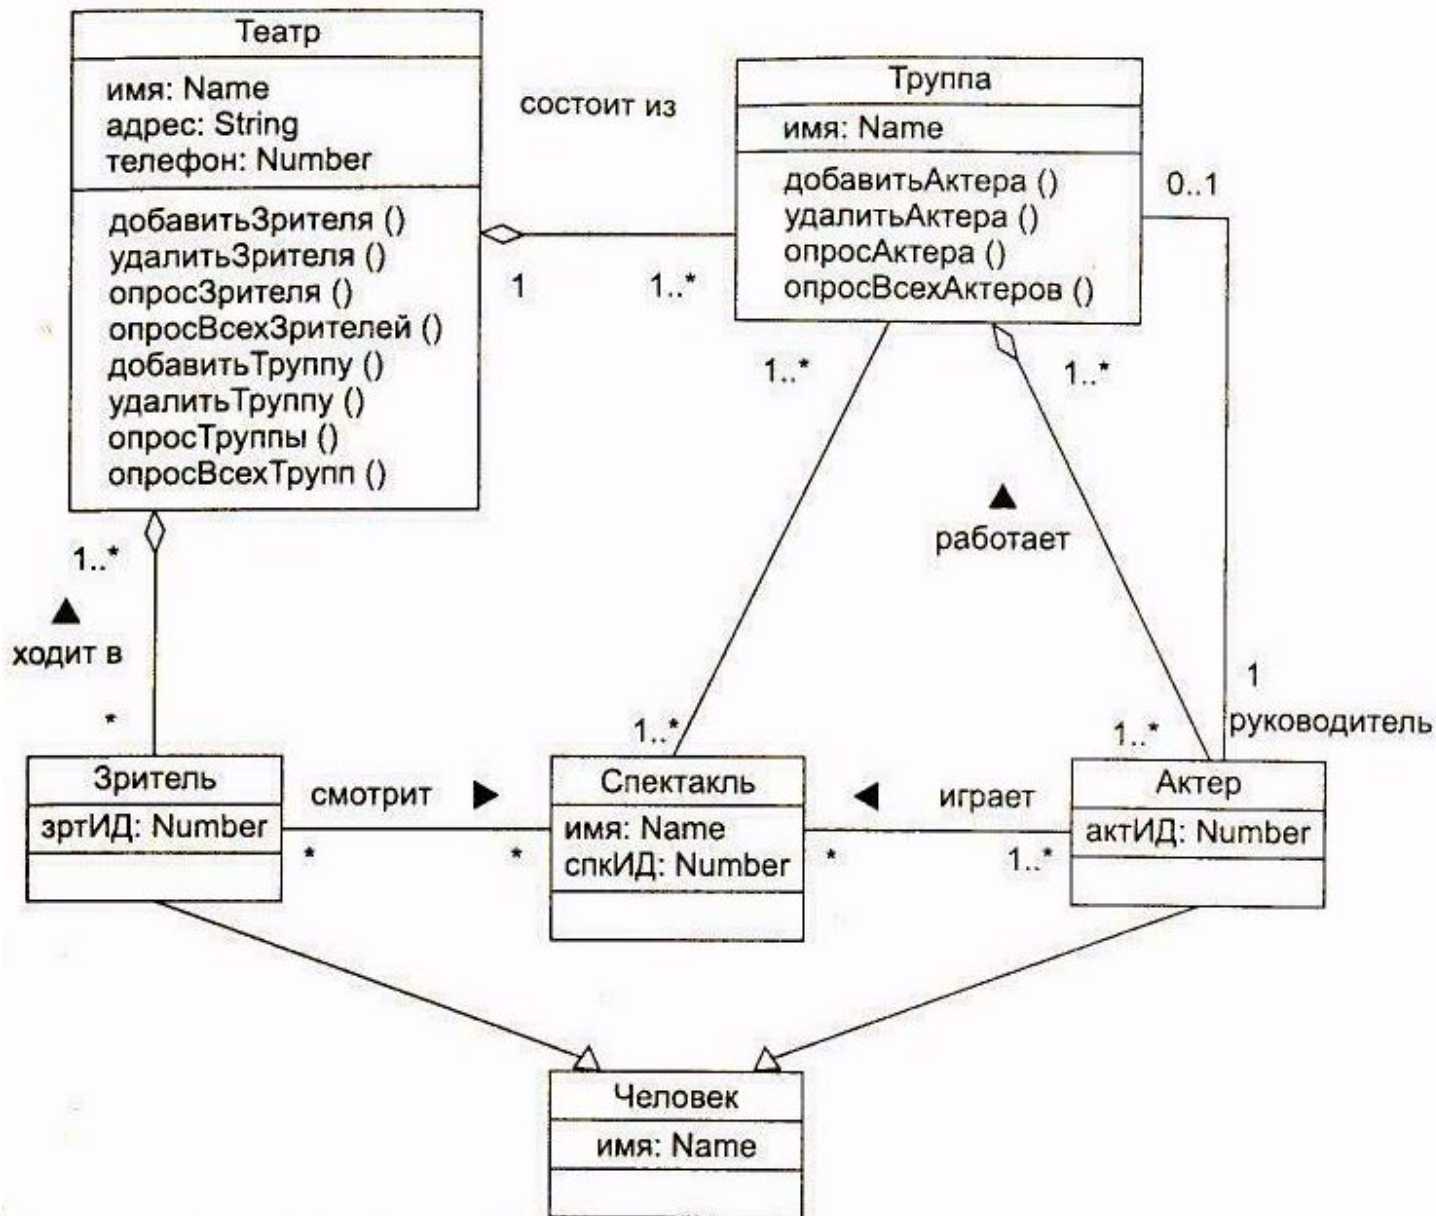 Театр
имя: Name
адрес: String
телефон: Number
добавитьЗрителя ()
удалитьЗрителя ()
опросЗрителя ()
опросВсехЗрителей ()
добавитьТруппу ()
удалитьТруппу ()
опросТруппы ()
опросВсехТрупп ()
состоит из
1
1..*
Труппа
имя: Name
добавитьАктера ()
удалитьАктера ()
опросАктера ()
опросВсехАктеров ()
0..1
1..*
1..*
работает
1..*
ходит в
*
1..*
1..*
1
руководитель
Зритель
зртИД: Number
смотрит
*
*
Спектакль
имя: Name
спкИД: Number
играет
*
1..*
Актер
актИД: Number
Человек
имя: Name